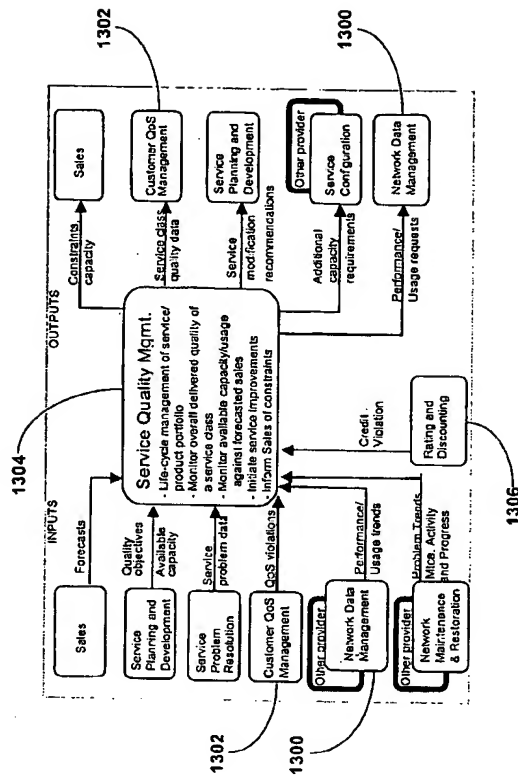 INPUTS
OUTPUTS
1304
Sales
Forecasts
Service
Planning and
Development
Quality
objectives
Available
capacity
Service
Problem
Resolution
Service
problem data
Customer QoS
Management
QoS violations
1302
Other provider
Network Data
Management
Performance/
Usage trends
1300
Other provider
Network
Maintenance
& Restoration
Problem Trends
Mtce. Activity
and Progress
Rating and
Discounting
Credit
Violation
1306
Service Quality Mgmt.
- Life-cycle management of service/
product portfolio
- Monitor overall delivered quality of
a service class
- Monitor available capacity/usage
against forecasted sales
- Initiate service improvements
- Inform Sales of constraints
Constraints
capacity
Sales
Service class
quality data
Customer QoS
Management
1302
Service
modification
recommendations
Service
Planning and
Development
Additional
capacity
requirements
Other provider
Service
Configuration
Performance/
Usage requests
Network Data
Management
1300